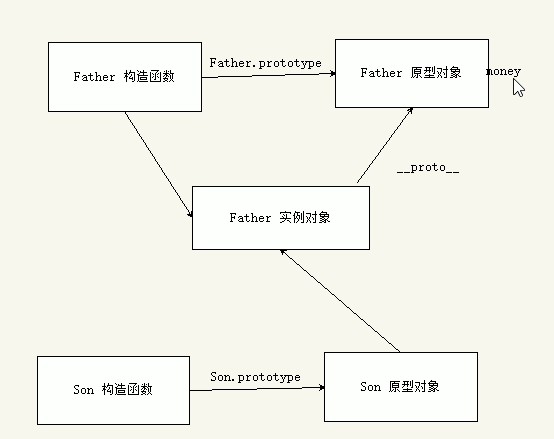 Father 构造函数
Father.prototype
Father 原型对象
money
__proto__
Father 实例对象
Son 构造函数
Son.prototype
Son 原型对象